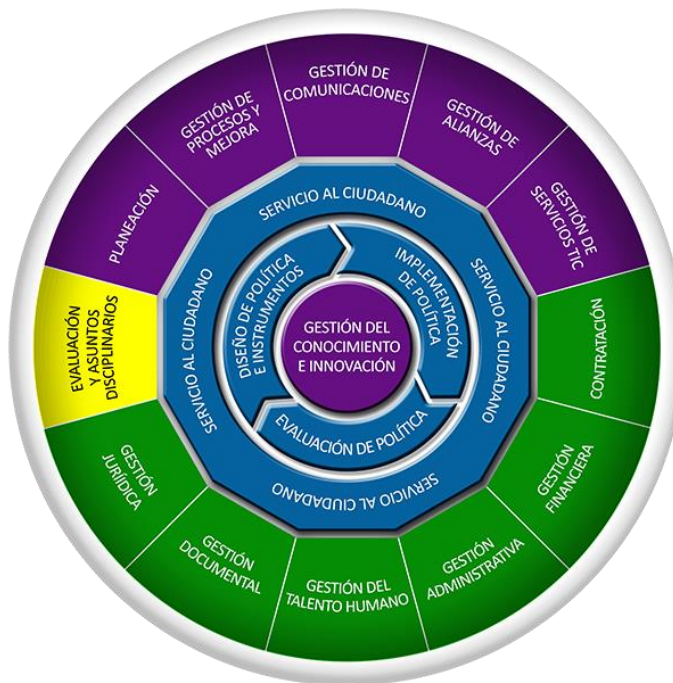 GESTIÓN DE
COMUNICACIONES
GESTIÓN DE
ALIANZAS
GESTIÓN DE
SERVICIOS TIC
CONTRATACIÓN
GESTIÓN
FINANCIERA
GESTIÓN
ADMINISTRATIVA
GESTIÓN DEL
TALENTO HUMANO
GESTIÓN
DOCUMENTAL
GESTIÓN
JURÍIDICA
EVALUACIÓN
Y ASUNTOS
DISCIPLINARIOS
PLANEACIÓN
GESTIÓN DE
PROCESOS Y
MEJORA
SERVICIO AL CIUDADANO
SERVICIO AL CIUDADANO
SERVICIO AL CIUDADANO
SERVICIO AL CIUDADANO
DISEÑO DE POLÍTICA
E INSTRUMENTOS
IMPLEMENTACIÓN
DE POLÍTICA
EVALUACIÓN DE POLÍTICA
GESTIÓN DEL
CONOCIMIENTO
E INNOVACIÓN